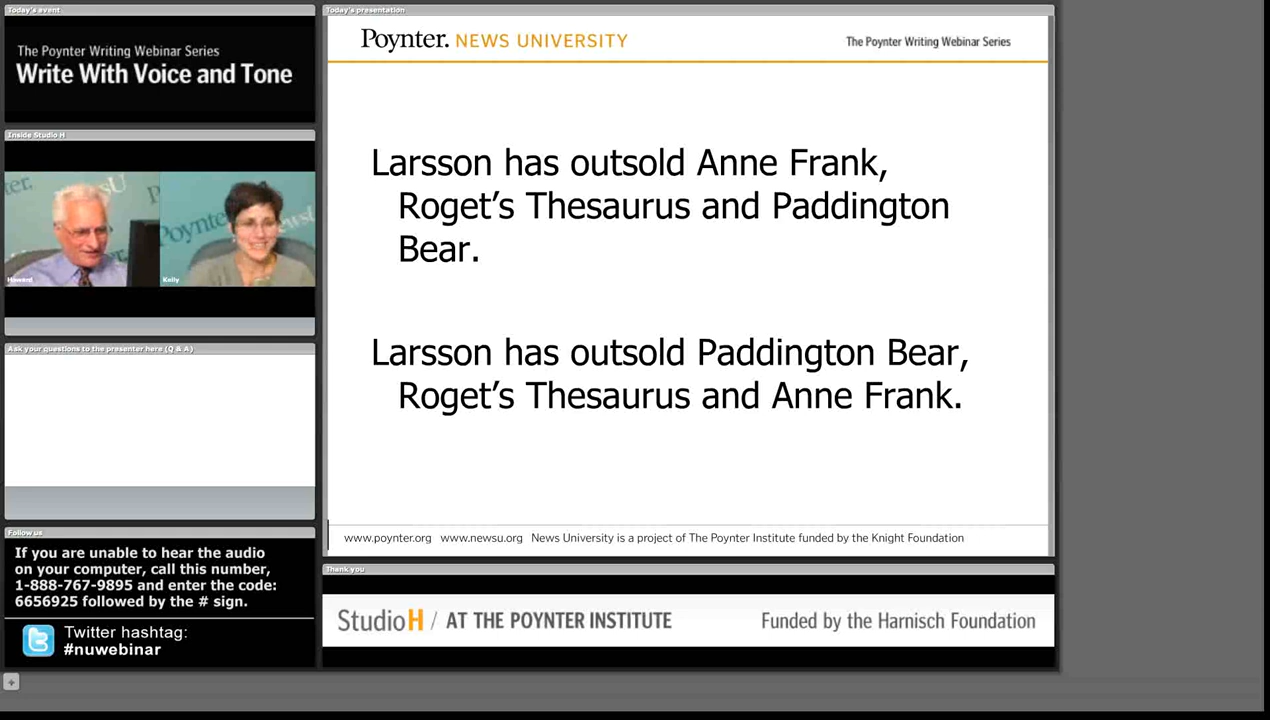 Today's event
The Poynter Writing Webinar Series
Write With Voice and Tone
Inside Studio H
Howard
Kelly
Ask your questions to the presenter here (Q & A)
Follow us
If you are unable to hear the audio
on your computer, call this number,
1-888-767-9895 and enter the code:
6656925 followed by the # sign.
Twitter hashtag:
#nuwebinar
Today's presentation
Poynter. NEWS UNIVERSITY
The Poynter Writing Webinar Series
Larsson has outsold Anne Frank,
Roget’s Thesaurus and Paddington
Bear.
Larsson has outsold Paddington Bear,
Roget’s Thesaurus and Anne Frank.
www.poynter.org www.newsu.org News University is a project of The Poynter Institute funded by the Knight Foundation
Thank you
StudioH / AT THE POYNTER INSTITUTE
Funded by the Harnisch Foundation